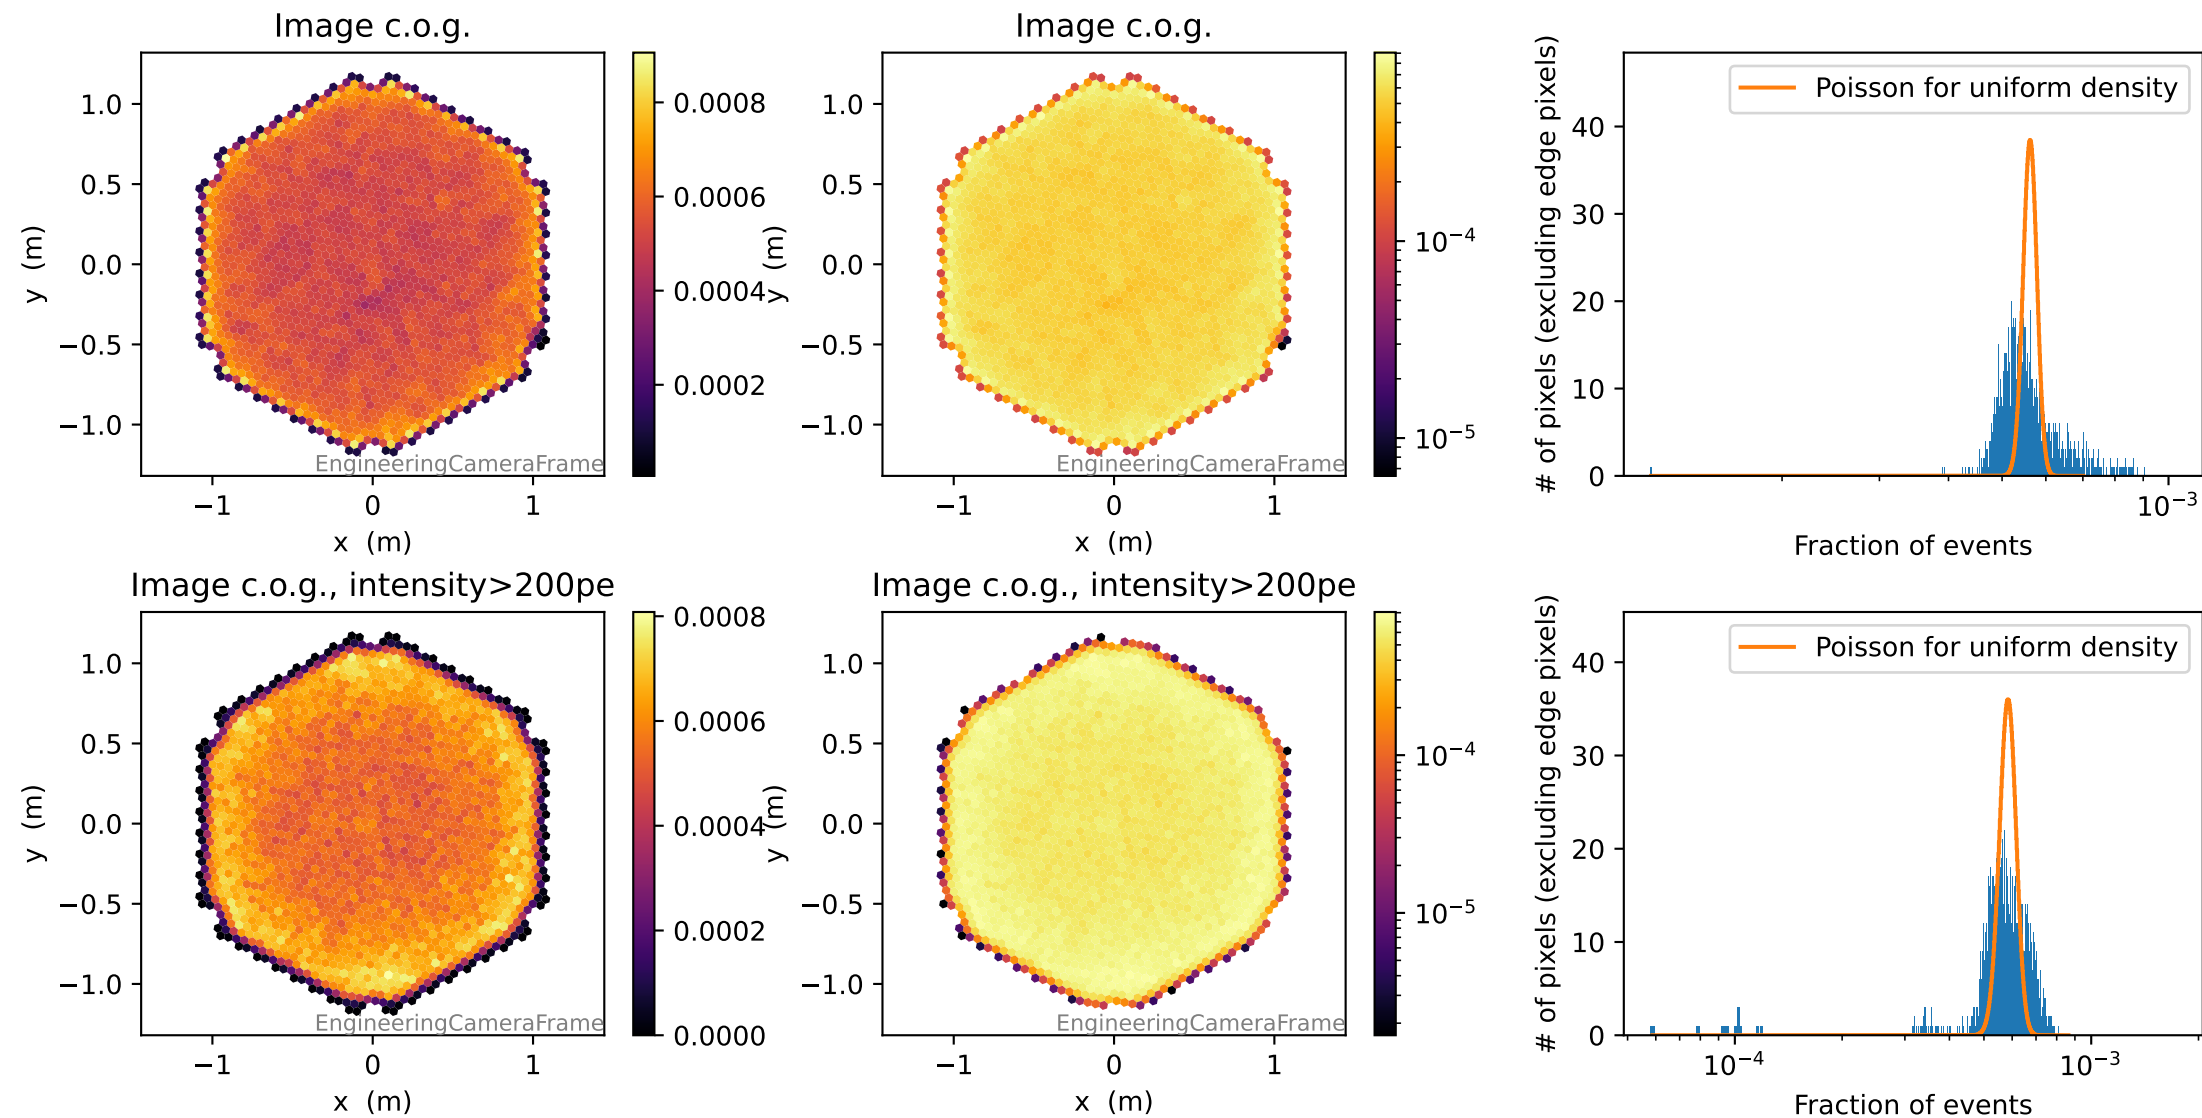 Image c.o.g.
1.0
0.5
0.0
−0.5
−1.0
y (m)
−1
0
1
x (m)
EngineeringCameraFrame
0.0008
0.0006
0.0004
0.0002
Image c.o.g.
1.0
0.5
0.0
−0.5
−1.0
y (m)
−1
0
1
x (m)
EngineeringCameraFrame
10⁻⁴
10⁻⁵
# of pixels (excluding edge pixels)
40
30
20
10
0
Poisson for uniform density
10⁻³
Fraction of events
Image c.o.g., intensity>200pe
1.0
0.5
0.0
−0.5
−1.0
y (m)
−1
0
1
x (m)
EngineeringCameraFrame
0.0008
0.0006
0.0004
0.0002
0.0000
Image c.o.g., intensity>200pe
1.0
0.5
0.0
−0.5
−1.0
y (m)
−1
0
1
x (m)
EngineeringCameraFrame
10⁻⁴
10⁻⁵
# of pixels (excluding edge pixels)
40
30
20
10
0
Poisson for uniform density
10⁻⁴
10⁻³
Fraction of events